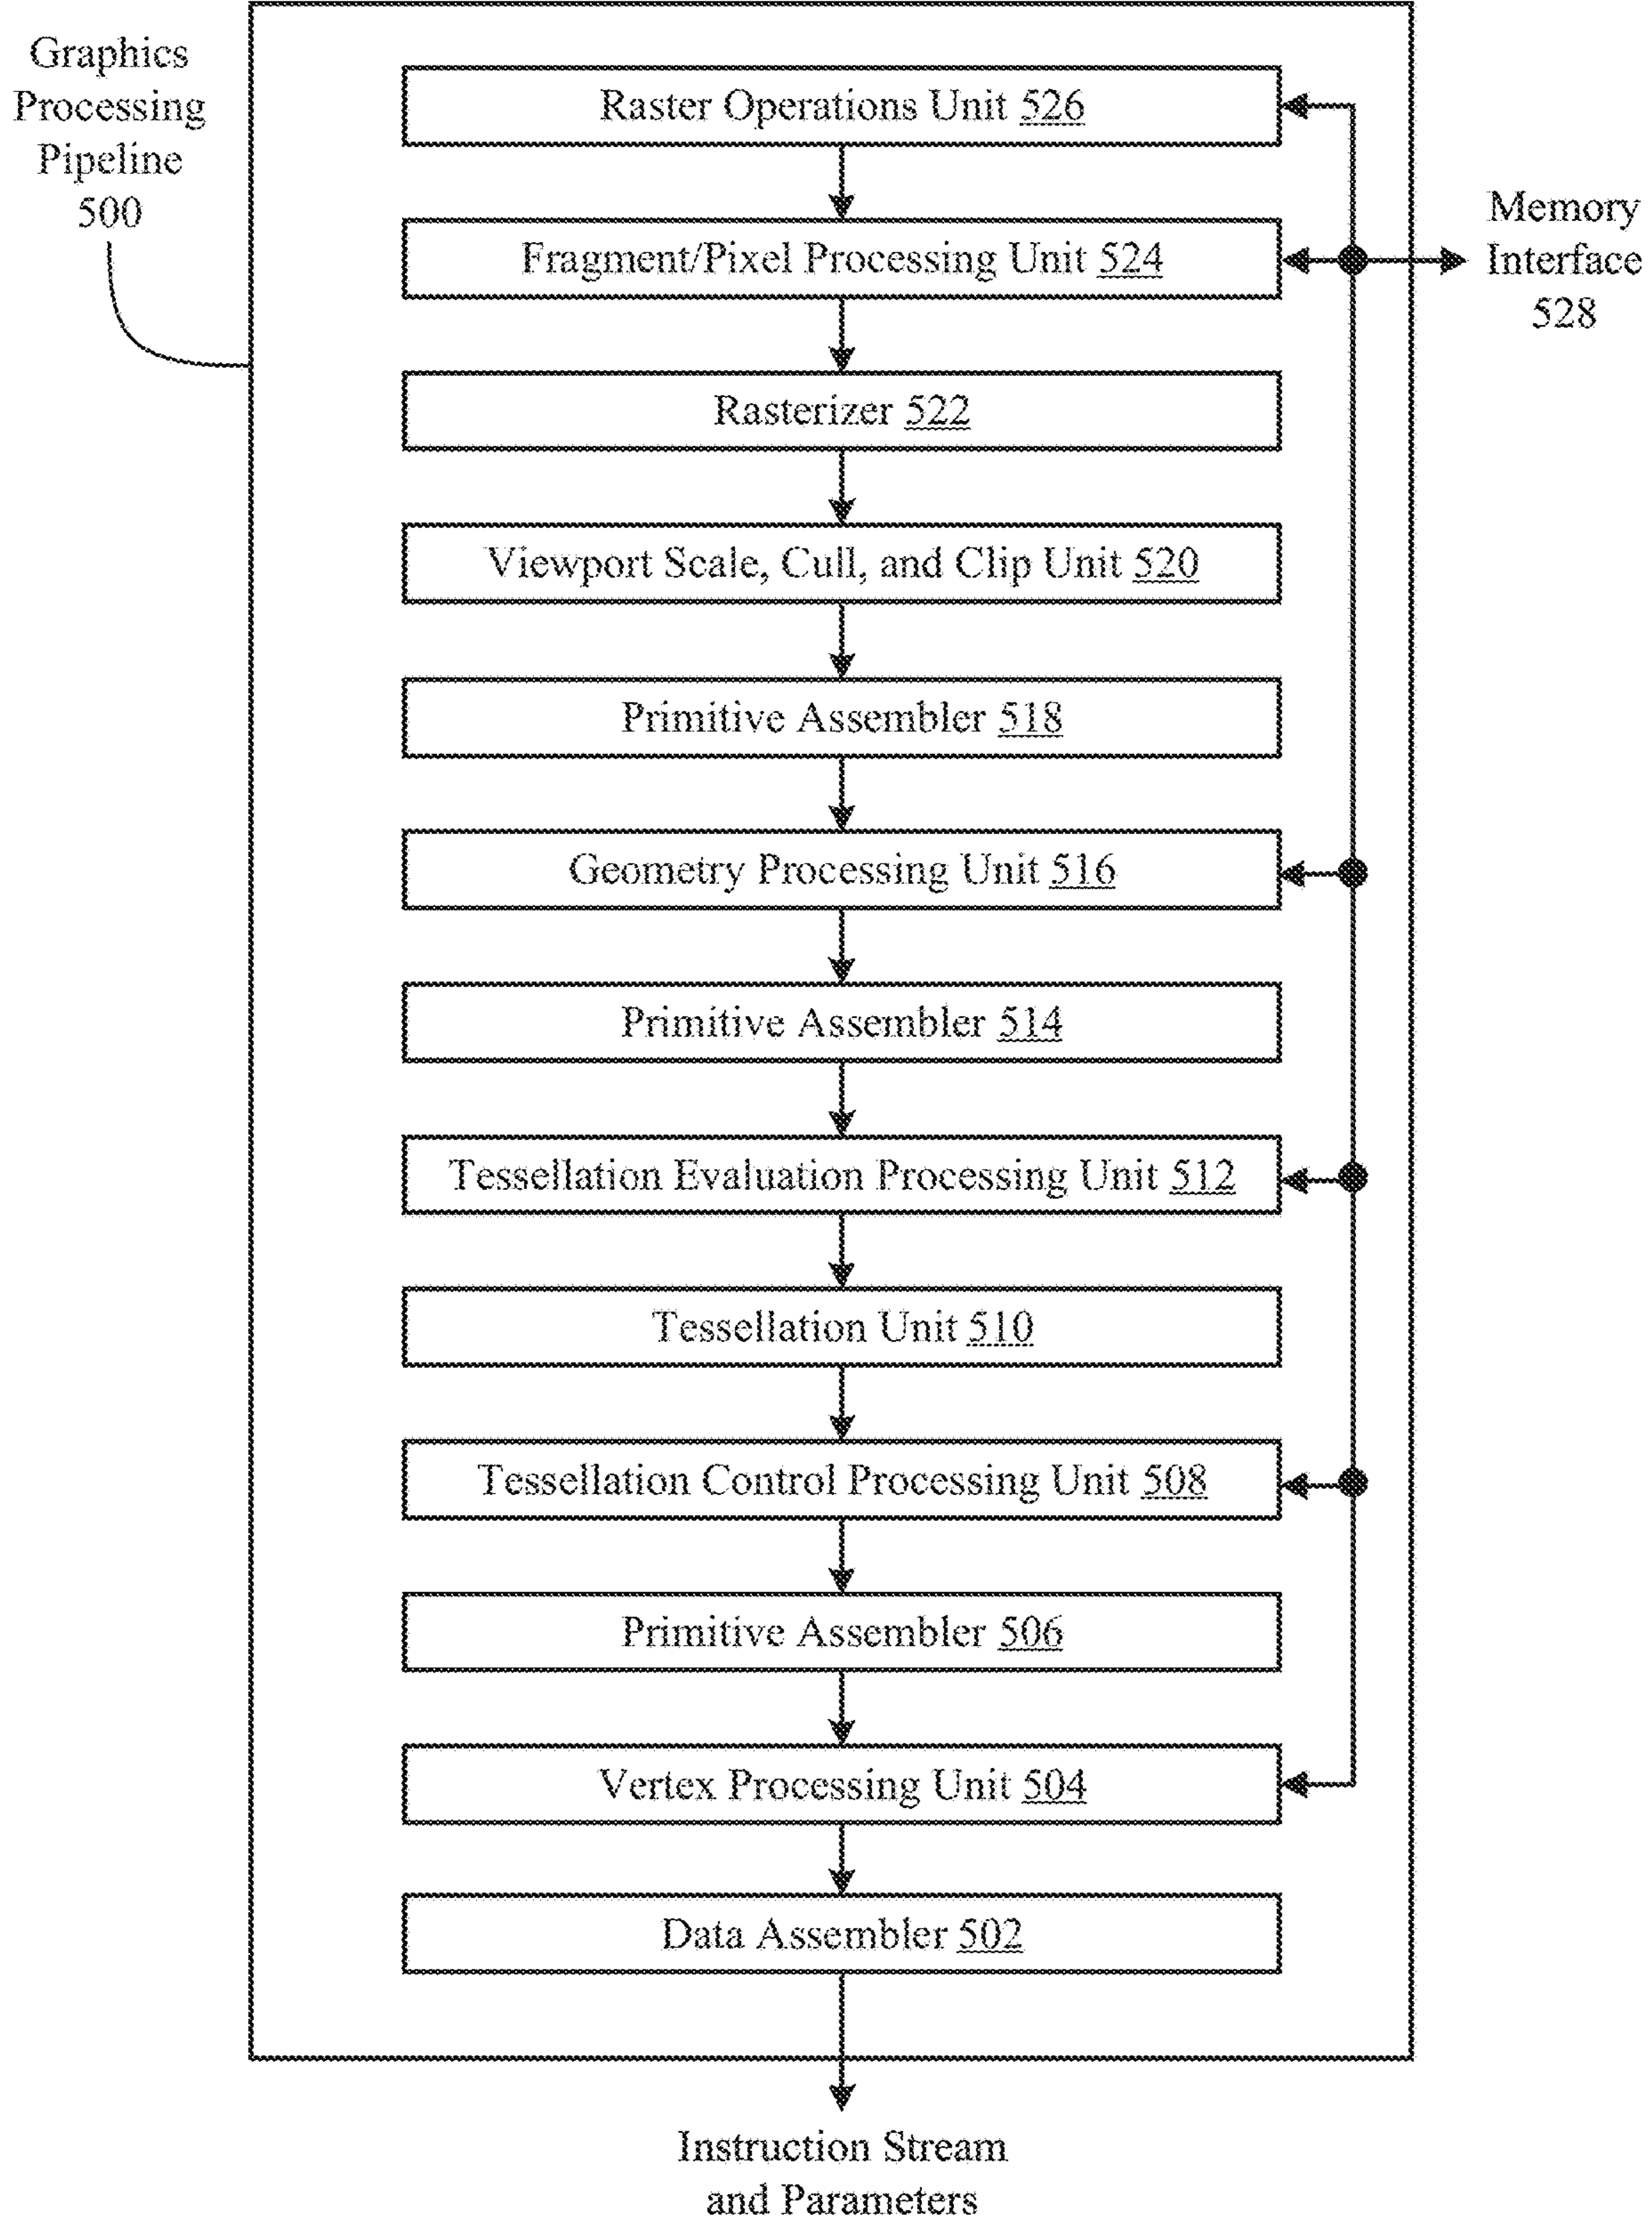 Graphics
Processing
Pipeline
500
Raster Operations Unit 526
Fragment/Pixel Processing Unit 524
Memory
Interface
528
Rasterizer 522
Viewport Scale, Cull, and Clip Unit 520
Primitive Assembler 518
Geometry Processing Unit 516
Primitive Assembler 514
Tessellation Evaluation Processing Unit 512
Tessellation Unit 510
Tessellation Control Processing Unit 508
Primitive Assembler 506
Vertex Processing Unit 504
Data Assembler 502
Instruction Stream
and Parameters